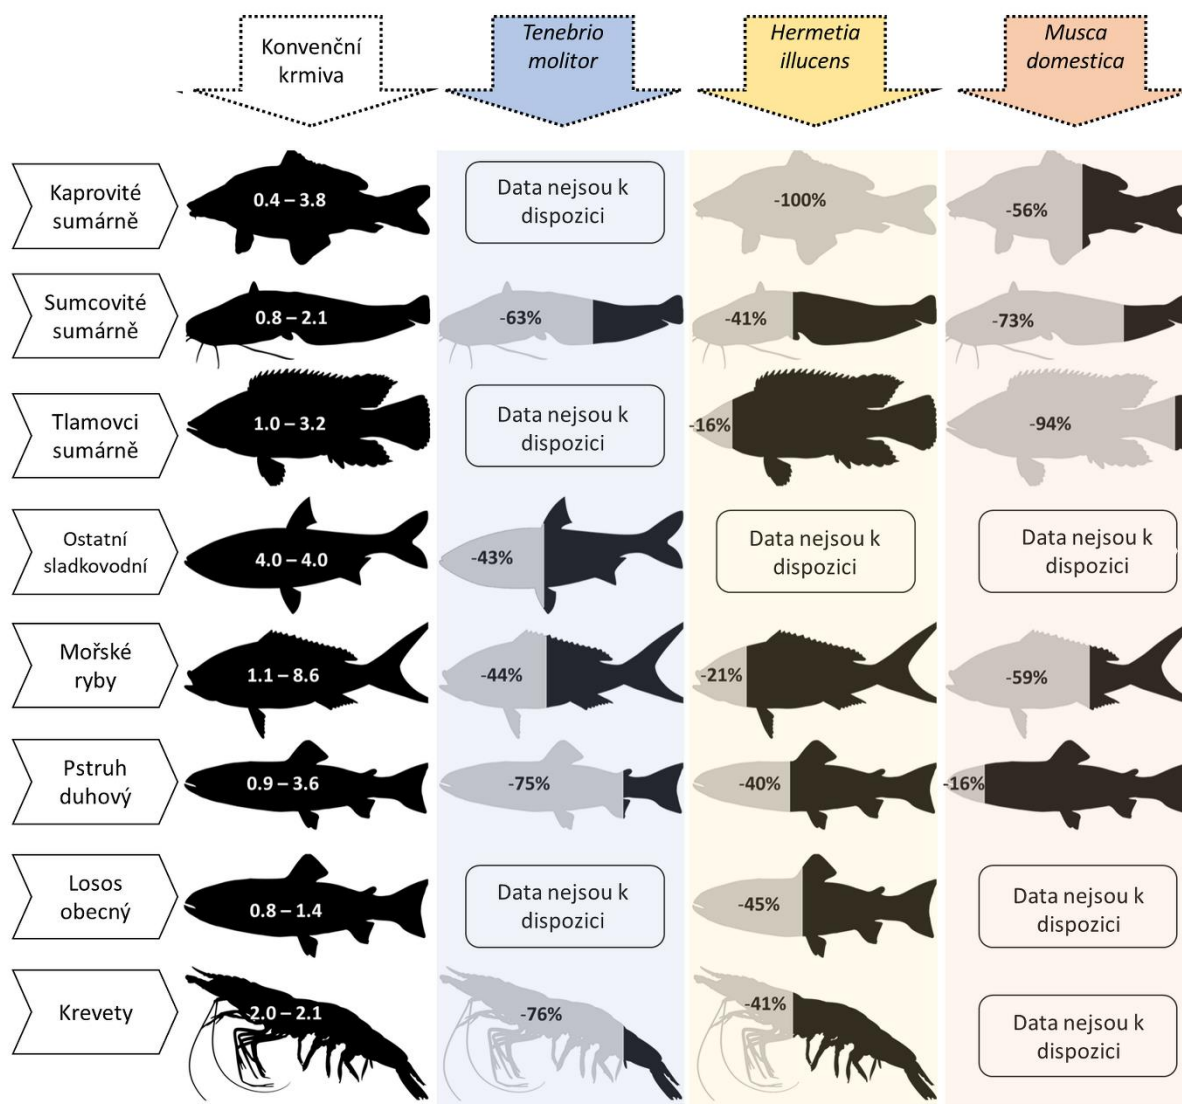 Konvenční
krmiva
Tenebrio
molitor
Hermetia
illucens
Musca
domestica
Kaprovité
sumárně
0.4 – 3.8
Data nejsou k
dispozici
-100%
-56%
Sumcovité
sumárně
0.8 – 2.1
-63%
-41%
-73%
Tlamovci
sumárně
1.0 – 3.2
Data nejsou k
dispozici
-16%
-94%
Ostatní
sladkovodní
4.0 – 4.0
-43%
Data nejsou k
dispozici
Data nejsou k
dispozici
Mořské
ryby
1.1 – 8.6
-44%
-21%
-59%
Pstruh
duhový
0.9 – 3.6
-75%
-40%
-16%
Losos
obecný
0.8 – 1.4
Data nejsou k
dispozici
-45%
Data nejsou k
dispozici
Krevety
2.0 – 2.1
-76%
-41%
Data nejsou k
dispozici